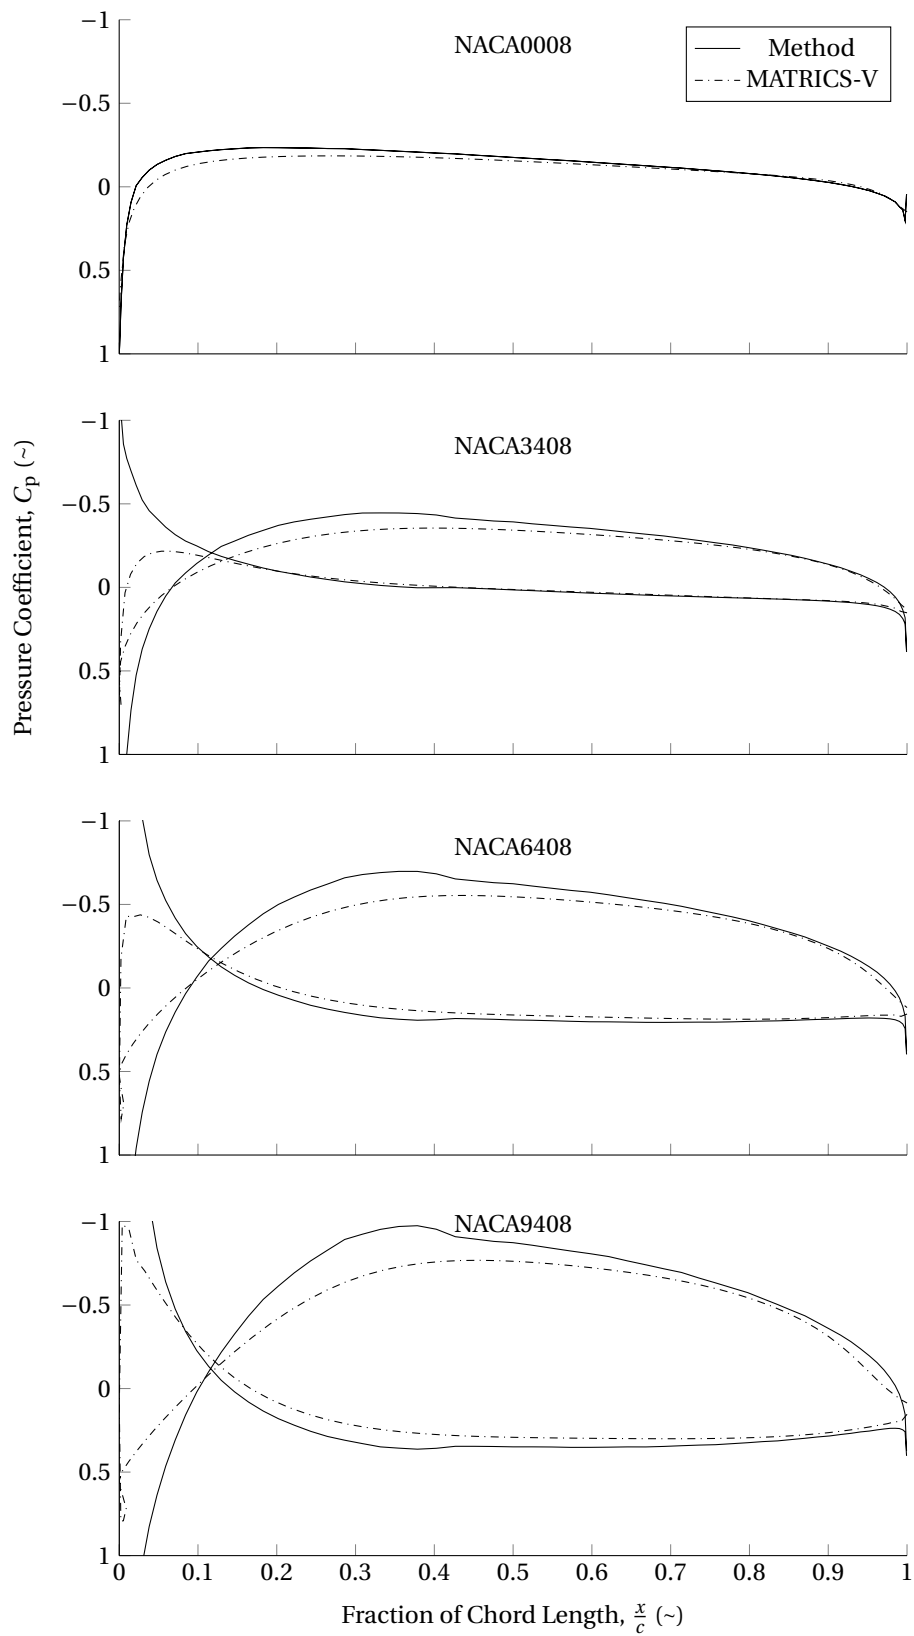 −1
NACA0008
Method
MATRICS-V
−0.5
0
0.5
1
−1
NACA3408
−0.5
0
0.5
1
Pressure Coefficient, Cp (~)
−1
NACA6408
−0.5
0
0.5
1
−1
NACA9408
−0.5
0
0.5
1
0 0.1 0.2 0.3 0.4 0.5 0.6 0.7 0.8 0.9 1
Fraction of Chord Length, x/c (~)